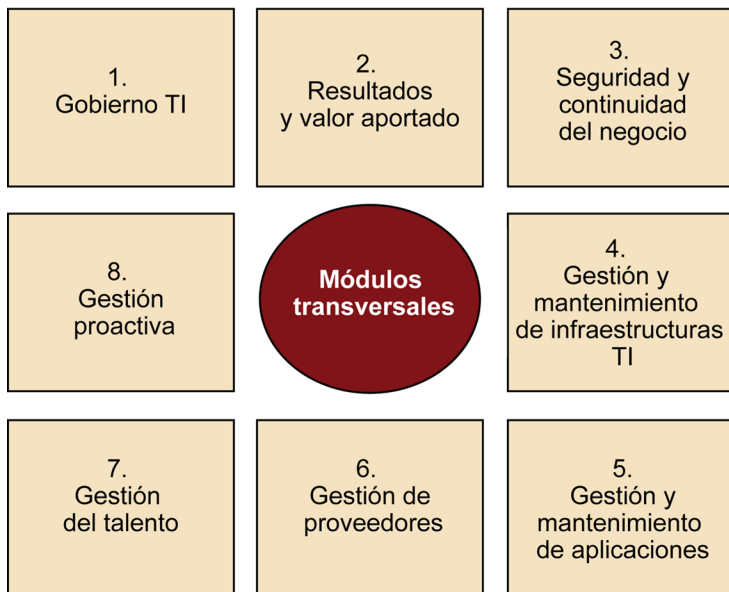 1.
Gobierno TI
2.
Resultados
y valor aportado
3.
Seguridad y
continuidad
del negocio
8.
Gestión
proactiva
Módulos
transversales
4.
Gestión y
mantenimiento
de infraestructuras
TI
7.
Gestión
del talento
6.
Gestión de
proveedores
5.
Gestión y
mantenimiento
de aplicaciones